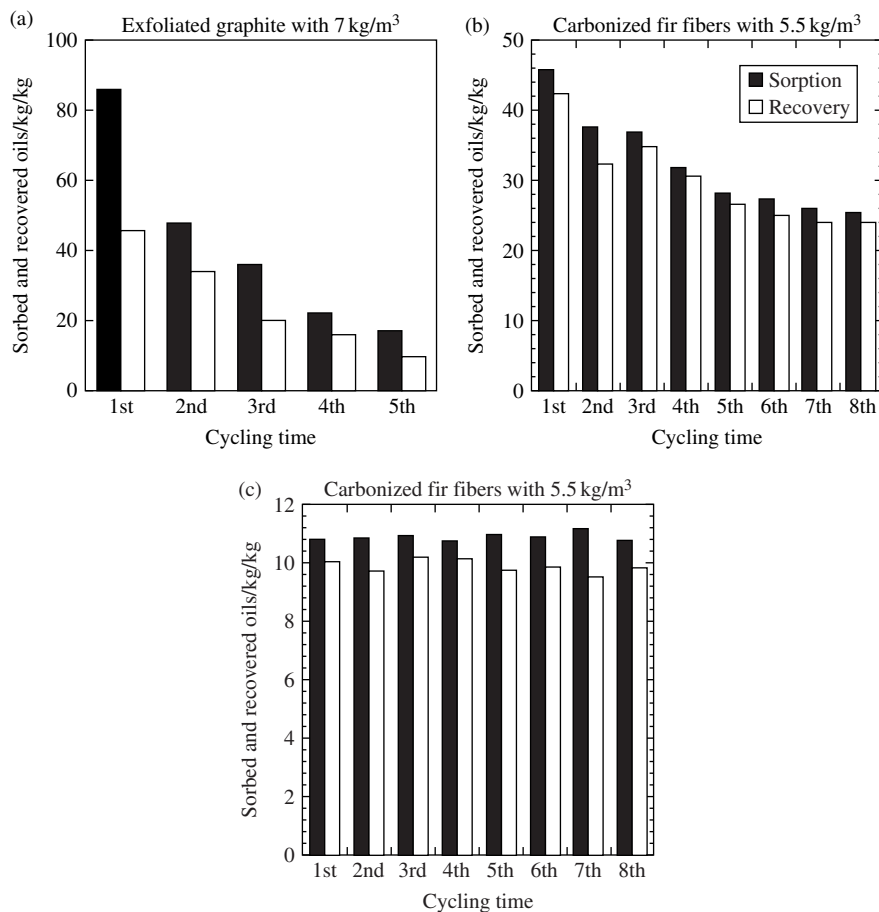 (a)
Exfoliated graphite with 7 kg/m³
Sorbed and recovered oils/kg/kg
100
80
60
40
20
0
1st 2nd 3rd 4th 5th
Cycling time
(b)
Carbonized fir fibers with 5.5 kg/m³
Sorbed and recovered oils/kg/kg
50
40
30
20
10
0
Sorption
Recovery
1st 2nd 3rd 4th 5th 6th 7th 8th
Cycling time
(c)
Carbonized fir fibers with 5.5 kg/m³
Sorbed and recovered oils/kg/kg
12
10
8
6
4
2
0
1st 2nd 3rd 4th 5th 6th 7th 8th
Cycling time